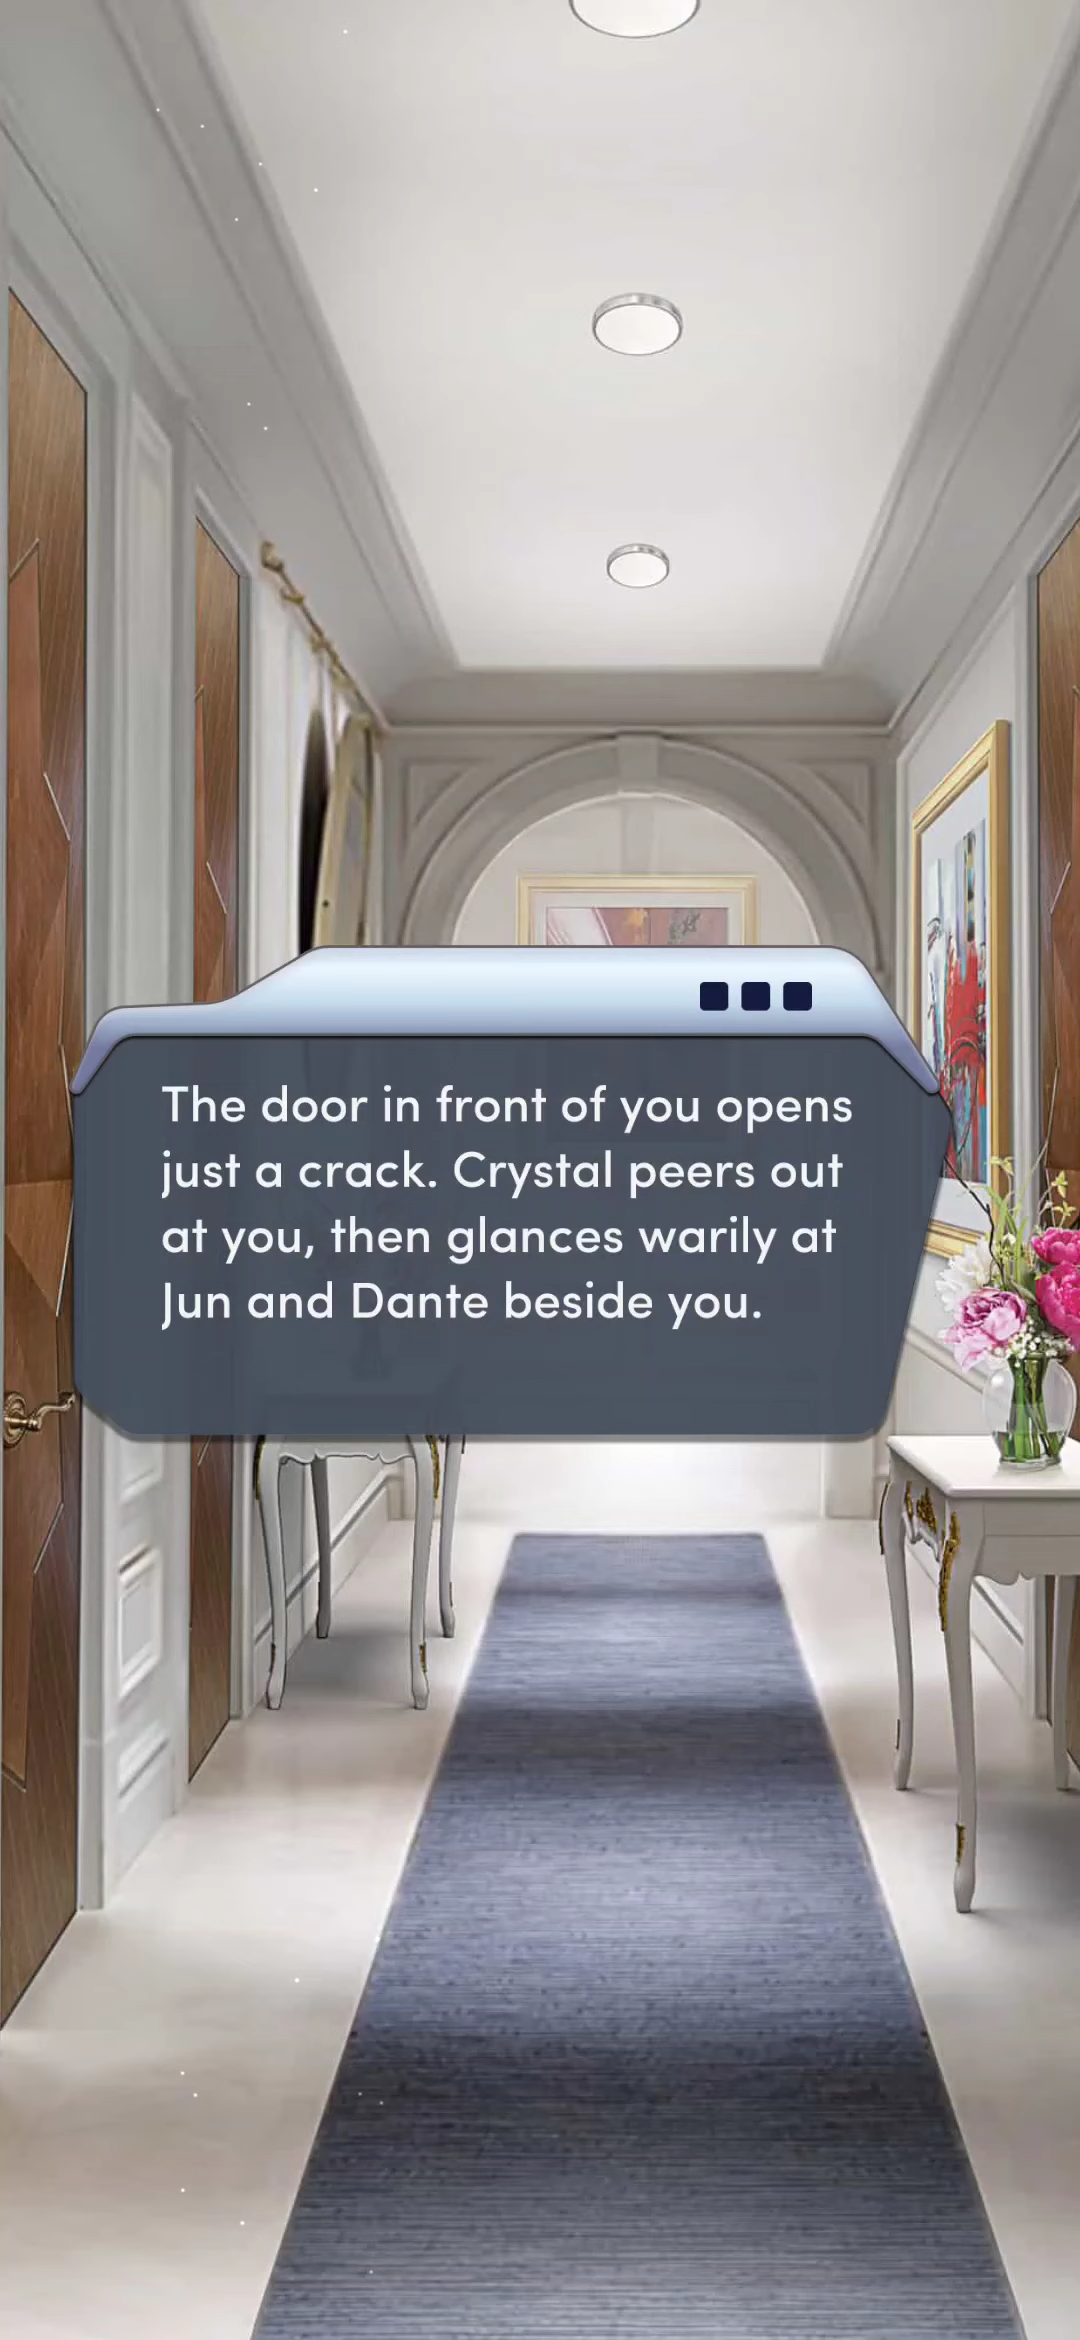 The door in front of you opens
just a crack. Crystal peers out
at you, then glances warily at
Jun and Dante beside you.